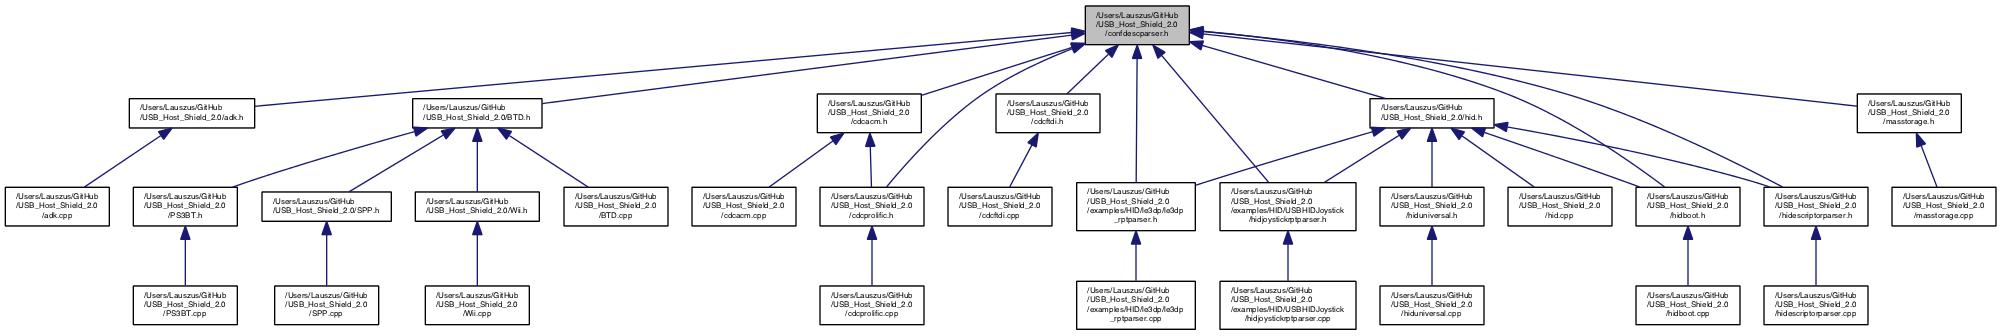 /Users/Lauszus/GitHub
/USB_Host_Shield_2.0
/confdescparser.h
/Users/Lauszus/GitHub
/USB_Host_Shield_2.0/adk.h
/Users/Lauszus/GitHub
/USB_Host_Shield_2.0/BTD.h
/Users/Lauszus/GitHub
/USB_Host_Shield_2.0
/cdcacm.h
/Users/Lauszus/GitHub
/USB_Host_Shield_2.0
/cdcftdi.h
/Users/Lauszus/GitHub
/USB_Host_Shield_2.0/hid.h
/Users/Lauszus/GitHub
/USB_Host_Shield_2.0
/masstorage.h
/Users/Lauszus/GitHub
/USB_Host_Shield_2.0
/adk.cpp
/Users/Lauszus/GitHub
/USB_Host_Shield_2.0
/PS3BT.h
/Users/Lauszus/GitHub
/USB_Host_Shield_2.0/SPP.h
/Users/Lauszus/GitHub
/USB_Host_Shield_2.0/Wii.h
/Users/Lauszus/GitHub
/USB_Host_Shield_2.0
/BTD.cpp
/Users/Lauszus/GitHub
/USB_Host_Shield_2.0
/cdcacm.cpp
/Users/Lauszus/GitHub
/USB_Host_Shield_2.0
/cdcprolific.h
/Users/Lauszus/GitHub
/USB_Host_Shield_2.0
/cdcftdi.cpp
/Users/Lauszus/GitHub
/USB_Host_Shield_2.0
/examples/HID/le3dp/le3dp
_rptparser.h
/Users/Lauszus/GitHub
/USB_Host_Shield_2.0
/examples/HID/USBHIDJoystick
/hidjoystickrptparser.h
/Users/Lauszus/GitHub
/USB_Host_Shield_2.0
/hiduniversal.h
/Users/Lauszus/GitHub
/USB_Host_Shield_2.0
/hid.cpp
/Users/Lauszus/GitHub
/USB_Host_Shield_2.0
/hidboot.h
/Users/Lauszus/GitHub
/USB_Host_Shield_2.0
/hidescriptorparser.h
/Users/Lauszus/GitHub
/USB_Host_Shield_2.0
/masstorage.cpp
/Users/Lauszus/GitHub
/USB_Host_Shield_2.0
/PS3BT.cpp
/Users/Lauszus/GitHub
/USB_Host_Shield_2.0
/SPP.cpp
/Users/Lauszus/GitHub
/USB_Host_Shield_2.0
/Wii.cpp
/Users/Lauszus/GitHub
/USB_Host_Shield_2.0
/cdcprolific.cpp
/Users/Lauszus/GitHub
/USB_Host_Shield_2.0
/examples/HID/le3dp/le3dp
_rptparser.cpp
/Users/Lauszus/GitHub
/USB_Host_Shield_2.0
/examples/HID/USBHIDJoystick
/hidjoystickrptparser.cpp
/Users/Lauszus/GitHub
/USB_Host_Shield_2.0
/hiduniversal.cpp
/Users/Lauszus/GitHub
/USB_Host_Shield_2.0
/hidboot.cpp
/Users/Lauszus/GitHub
/USB_Host_Shield_2.0
/hidescriptorparser.cpp